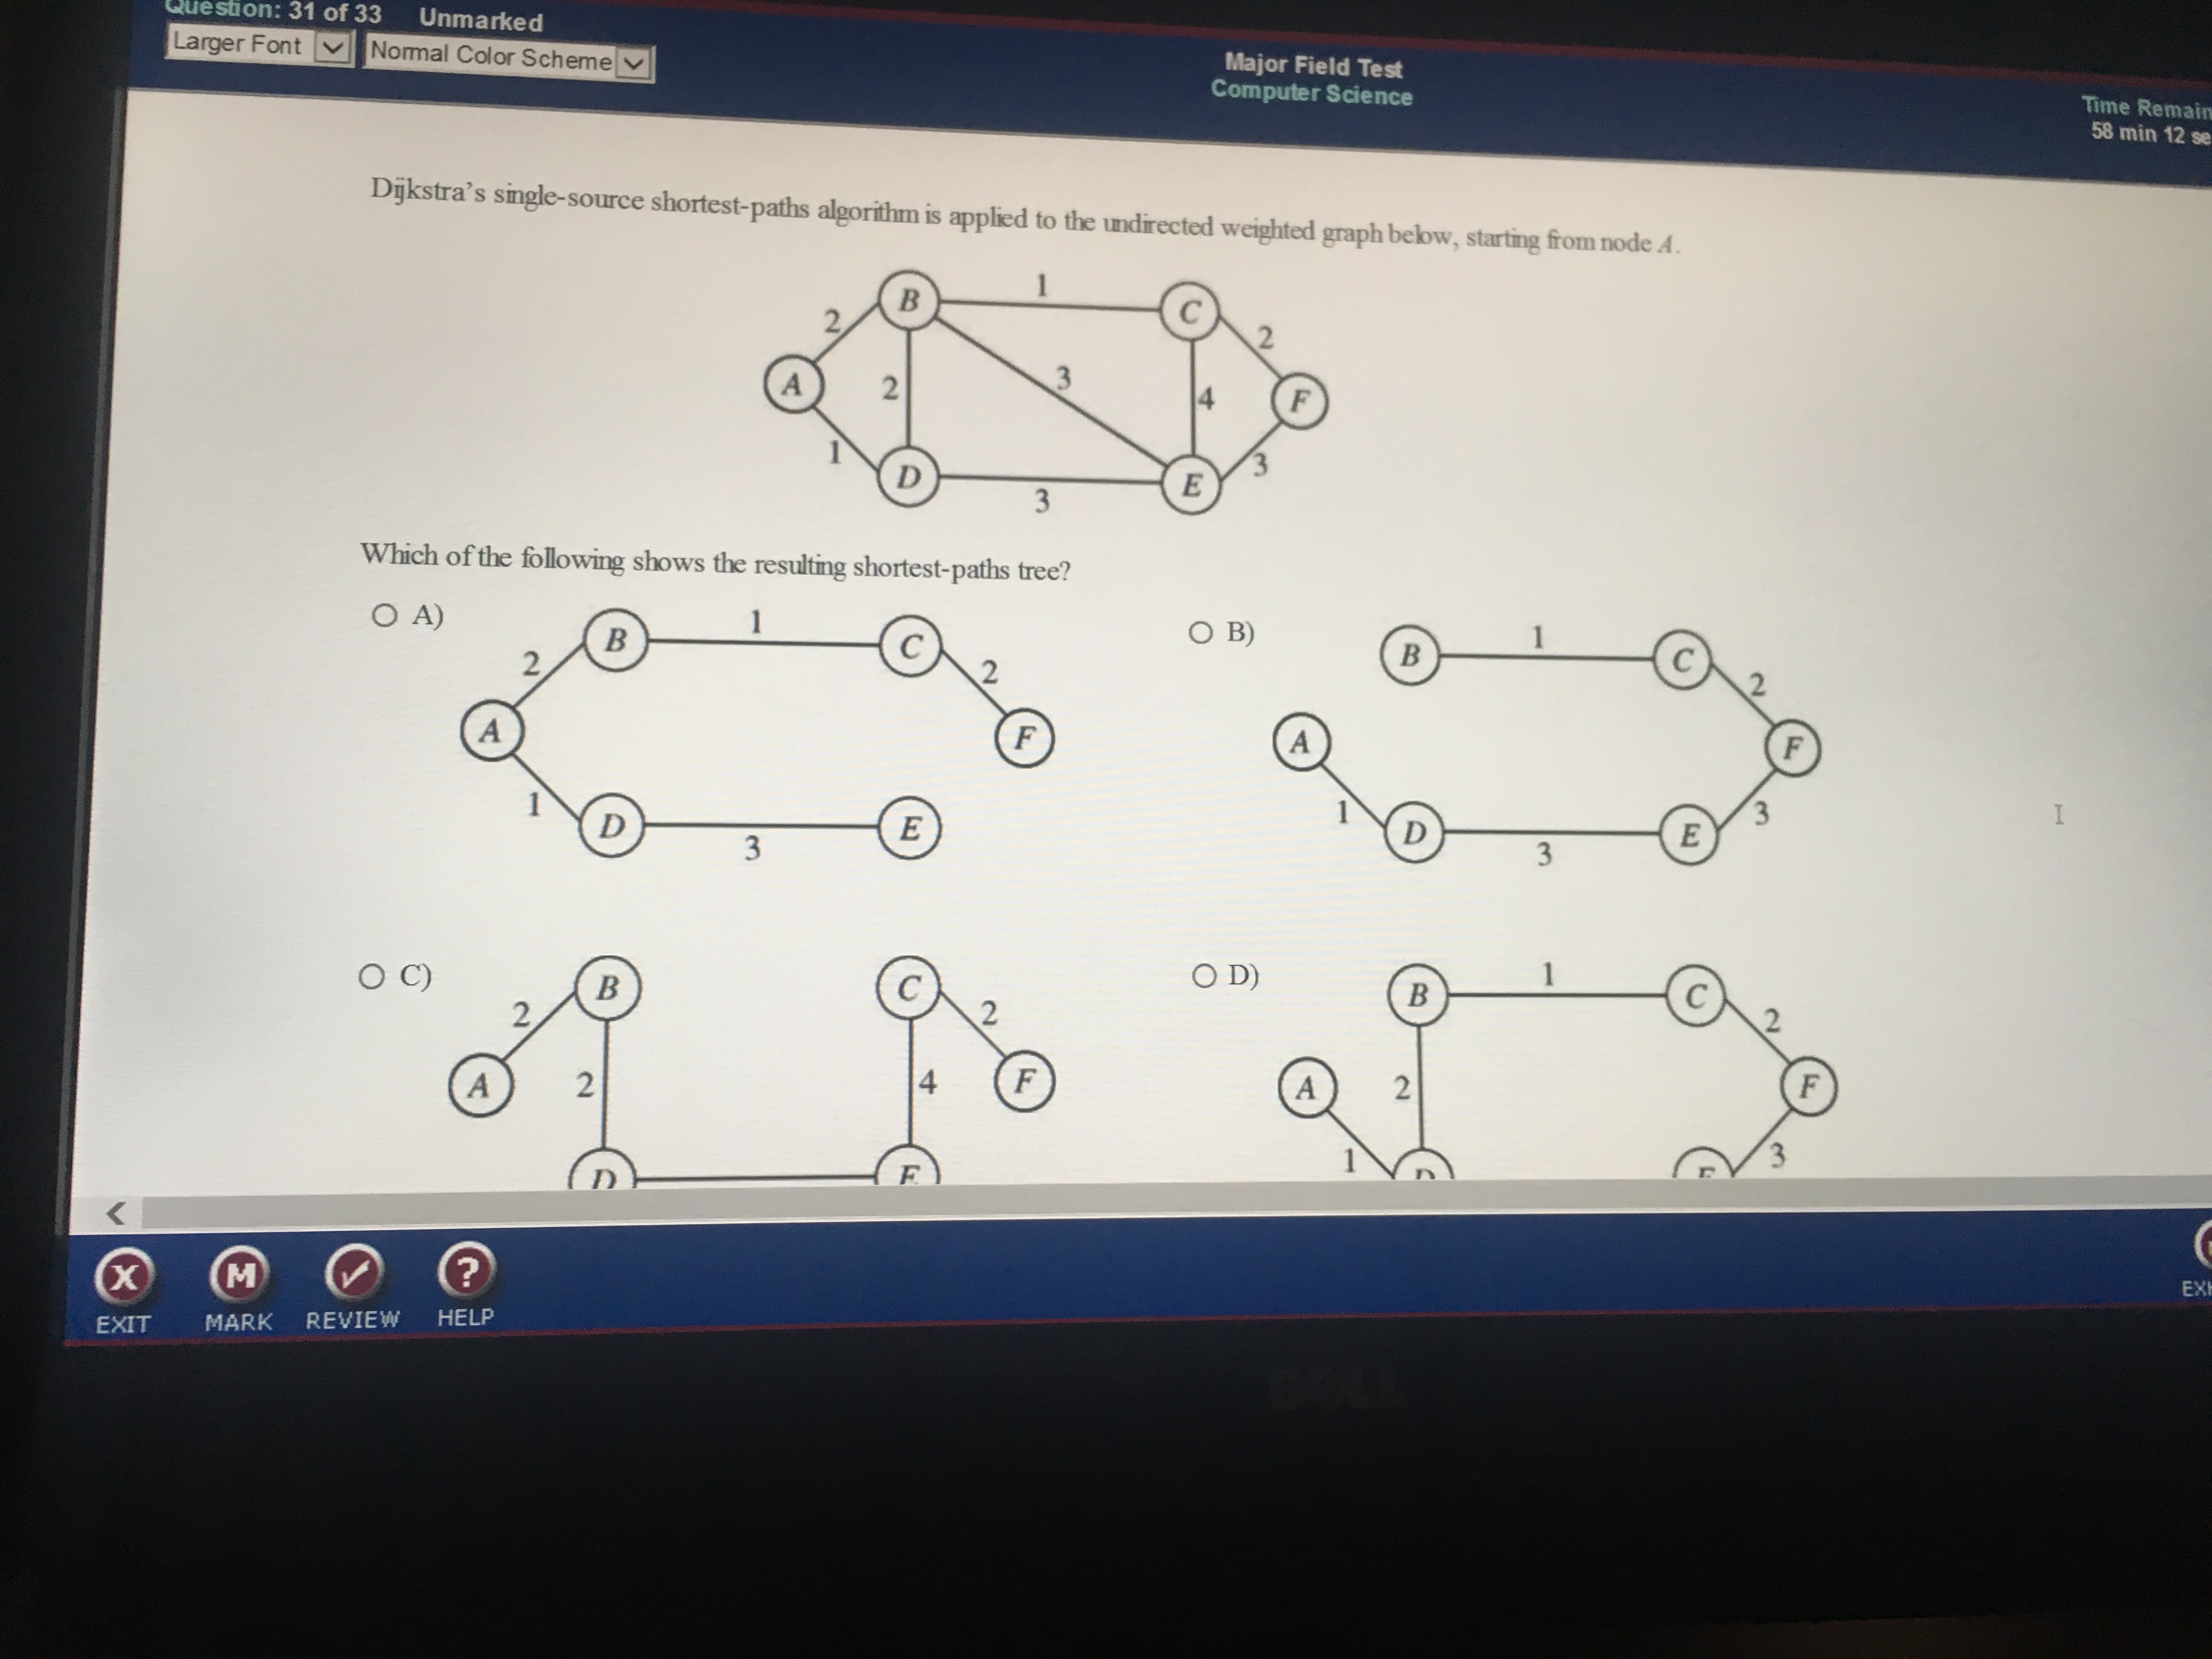 Question: 31 of 33 Unmarked
Larger Font Normal Color Scheme
Major Field Test
Computer Science
Time Remain
58 min 12 se
Dijkstra's single-source shortest-paths algorithm is applied to the undirected weighted graph below, starting from node A.
B 1 C
2 2
A 2 3 4 F
1 D 3 E 3
Which of the following shows the resulting shortest-paths tree?
A) B 1 C
2 2
A F
1 D 3 E
B) B 1 C
2
A F
1 D 3 E 3
C) B C
2 2
A 2 4 F
D E
D) B 1 C
2
A 2 F
1 D E 3
EXIT MARK REVIEW HELP
X M ?
DELL